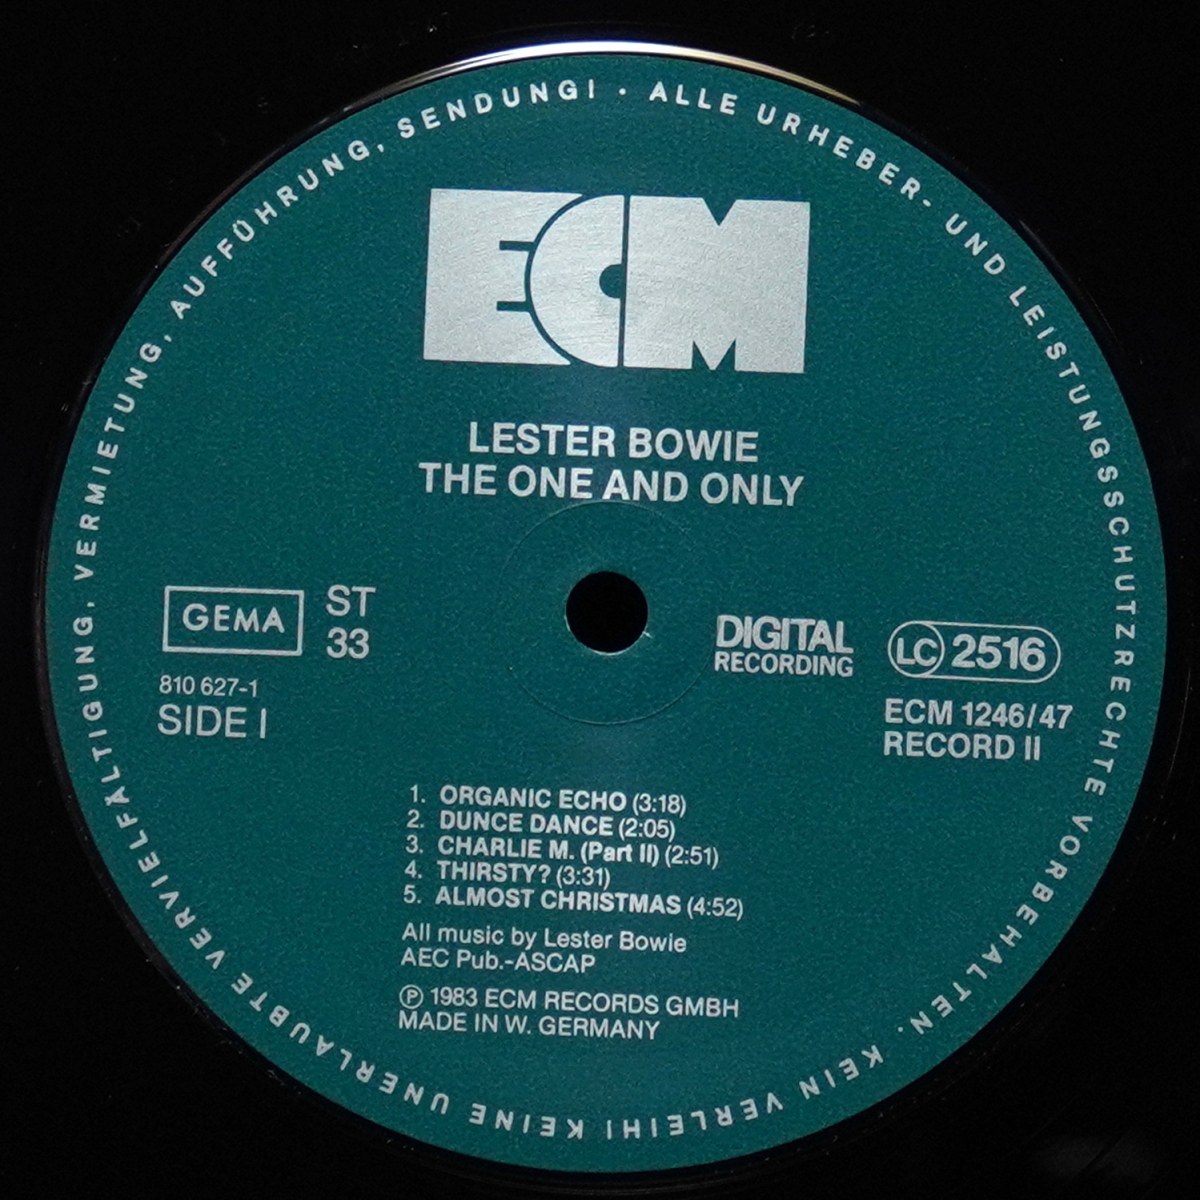 ALLE URHEBER- UND LEISTUNGSSCHUTZRECHTE VORBEHALTEN. KEIN VERLEIH! KEINE UNERLAUBTE VERVIELFÄLTIGUNG, VERMIETUNG, AUFFÜHRUNG, SENDUNG! ·
ECM
LESTER BOWIE
THE ONE AND ONLY
GEMA
ST
33
810 627-1
SIDE I
DIGITAL
RECORDING
LC 2516
ECM 1246/47
RECORD II
1. ORGANIC ECHO (3:18)
2. DUNCE DANCE (2:05)
3. CHARLIE M. (Part II) (2:51)
4. THIRSTY? (3:31)
5. ALMOST CHRISTMAS (4:52)
All music by Lester Bowie
AEC Pub.-ASCAP
Ⓟ 1983 ECM RECORDS GMBH
MADE IN W. GERMANY